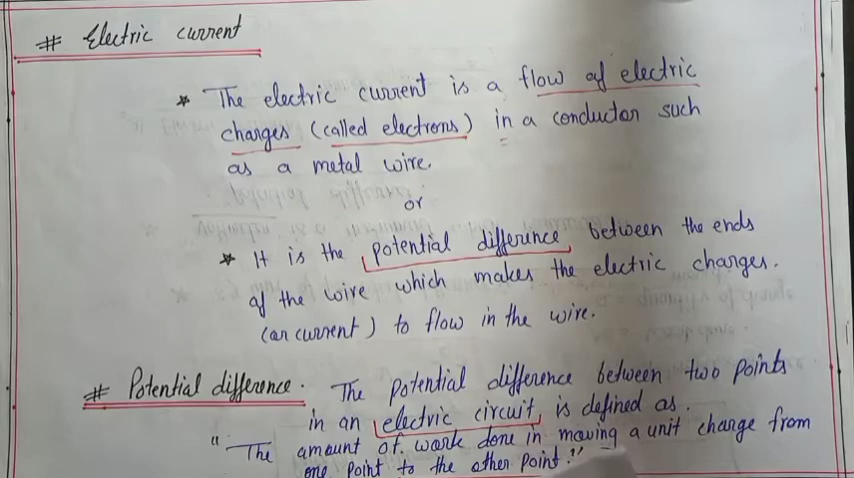 # Electric current
* The electric current is a flow of electric
charges (called electrons) in a conductor such
as a metal wire.
or
* It is the potential difference between the ends
of the wire which makes the electric charges.
(or current) to flow in the wire.
# Potential difference. The potential difference between two points
in an electric circuit, is defined as.
"The amount of work done in moving a unit charge from
one point to the other point."